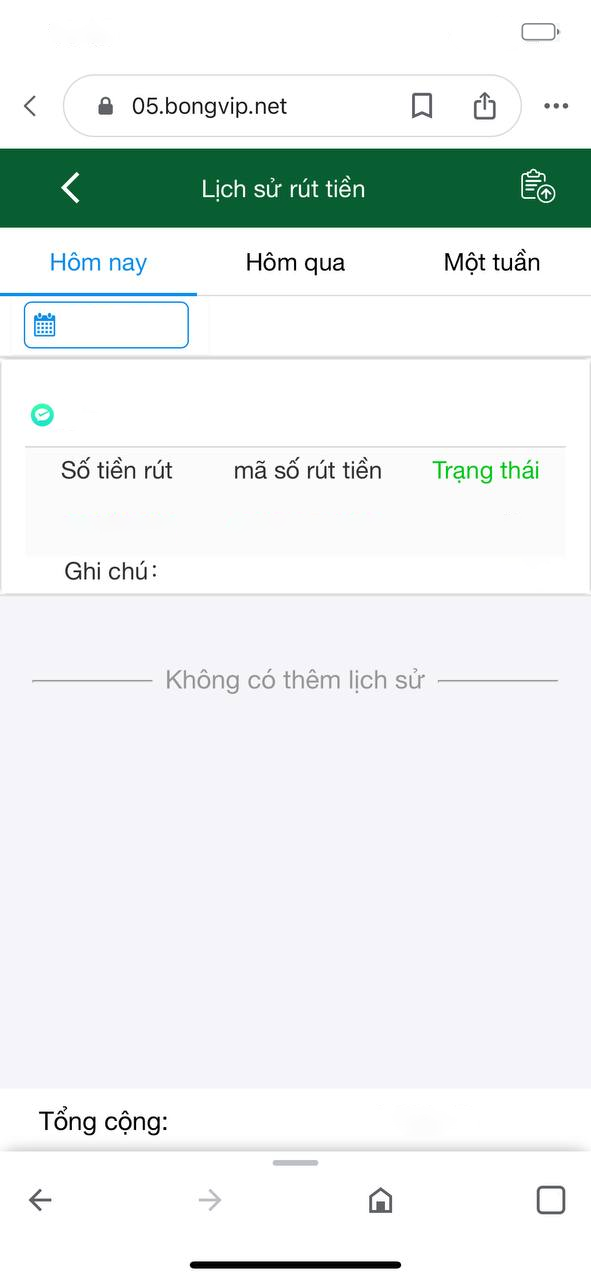 05.bongvip.net
Lịch sử rút tiền
Hôm nay Hôm qua Một tuần
Số tiền rút mã số rút tiền Trạng thái
Ghi chú:
Không có thêm lịch sử
Tổng cộng: